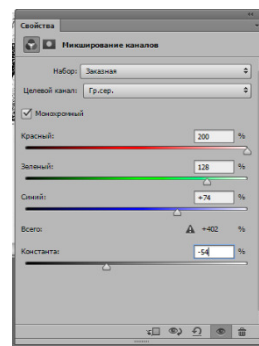 Свойства
Микширование каналов
Набор: Заказная
Целевой канал: Гр.сер.
Монохромный
Красный: 200 %
Зеленый: 128 %
Синий: +74 %
Всего: +402 %
Константа: -54 %